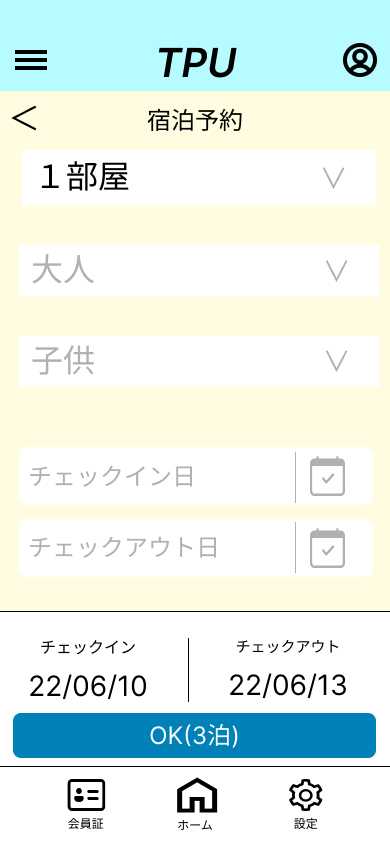 TPU
宿泊予約
１部屋
大人
子供
チェックイン日
チェックアウト日
チェックイン
チェックアウト
22/06/10
22/06/13
OK(3泊)
会員証
ホーム
設定